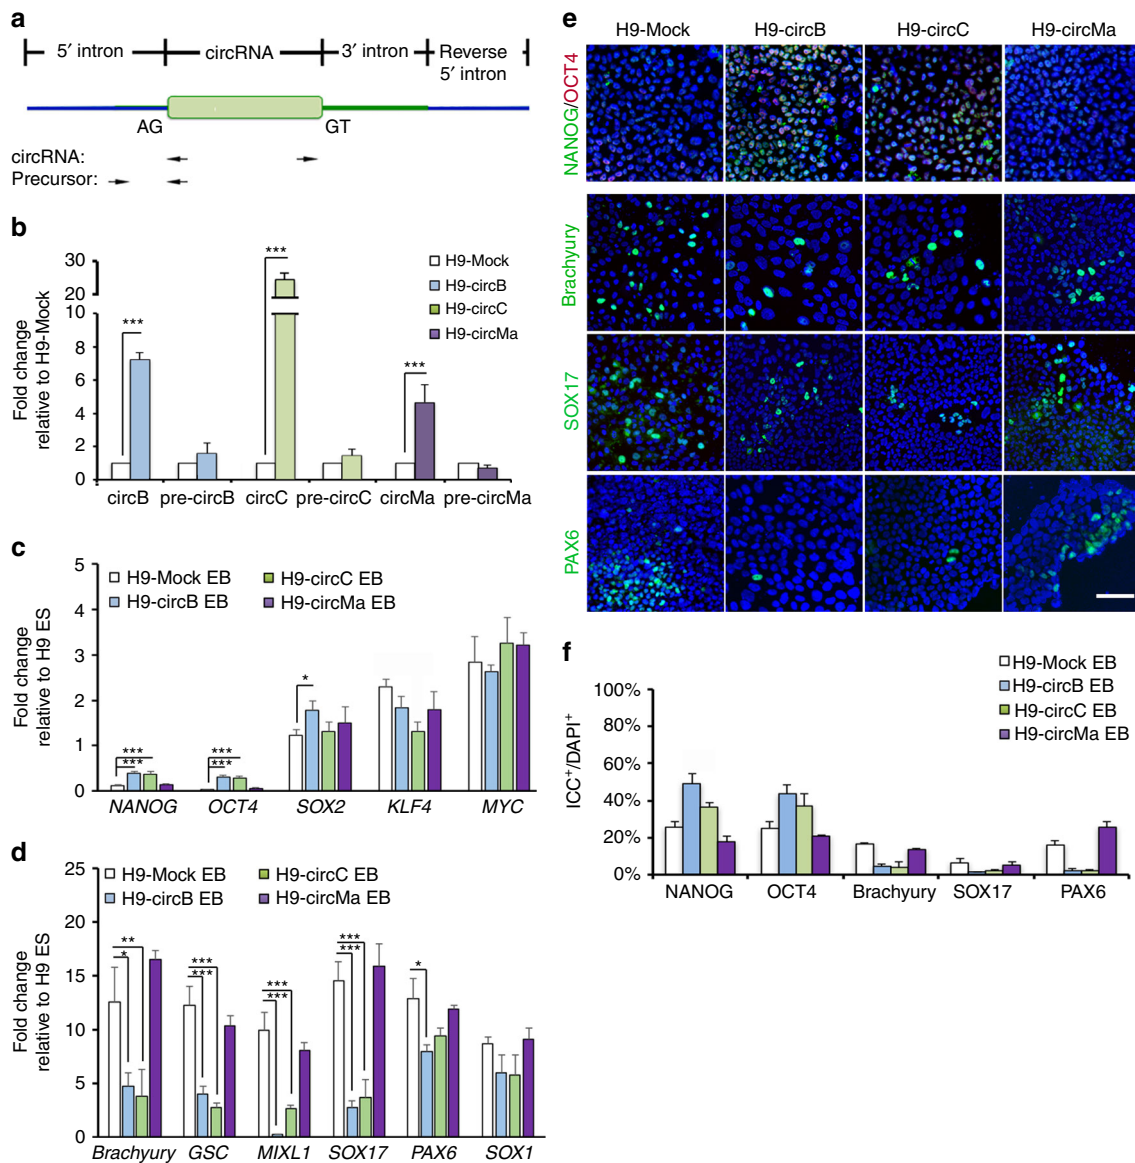 a
5′ intron
circRNA
3′ intron
Reverse
5′ intron
AG
GT
circRNA:
Precursor:
b
Fold change
relative to H9-Mock
30
20
10
8
6
4
2
0
***
***
***
H9-Mock
H9-circB
H9-circC
H9-circMa
circB
pre-circB
circC
pre-circC
circMa
pre-circMa
c
Fold change
relative to H9 ES
5
4
3
2
1
0
H9-Mock EB
H9-circB EB
H9-circC EB
H9-circMa EB
***
***
***
***
*
NANOG
OCT4
SOX2
KLF4
MYC
d
Fold change
relative to H9 ES
25
20
15
10
5
0
H9-Mock EB
H9-circB EB
H9-circC EB
H9-circMa EB
**
*
***
***
***
***
***
***
*
Brachyury
GSC
MIXL1
SOX17
PAX6
SOX1
e
H9-Mock
H9-circB
H9-circC
H9-circMa
NANOG/OCT4
Brachyury
SOX17
PAX6
f
ICC⁺/DAPI⁺
100%
80%
60%
40%
20%
0%
H9-Mock EB
H9-circB EB
H9-circC EB
H9-circMa EB
NANOG
OCT4
Brachyury
SOX17
PAX6